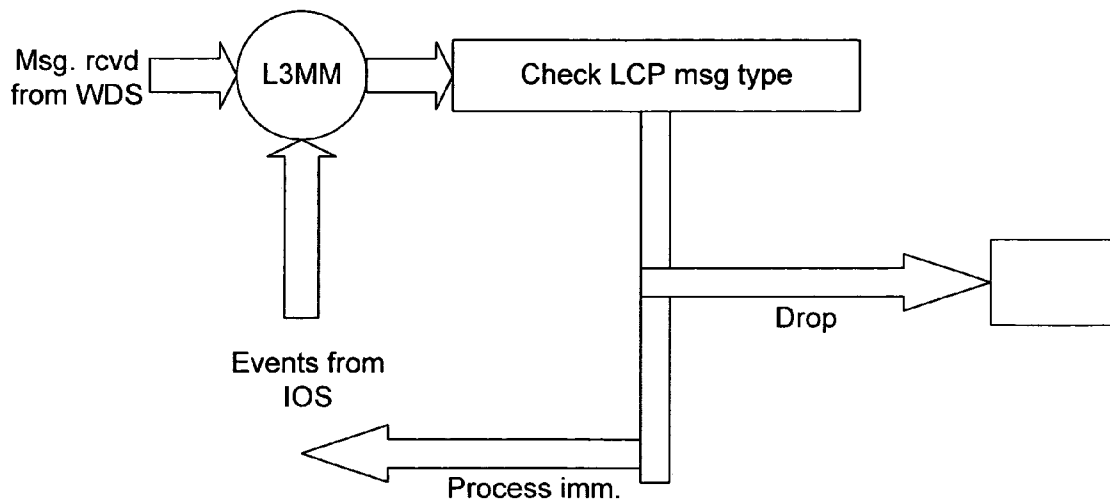 Msg. rcvd
from WDS
L3MM
Check LCP msg type
Drop
Events from
IOS
Process imm.